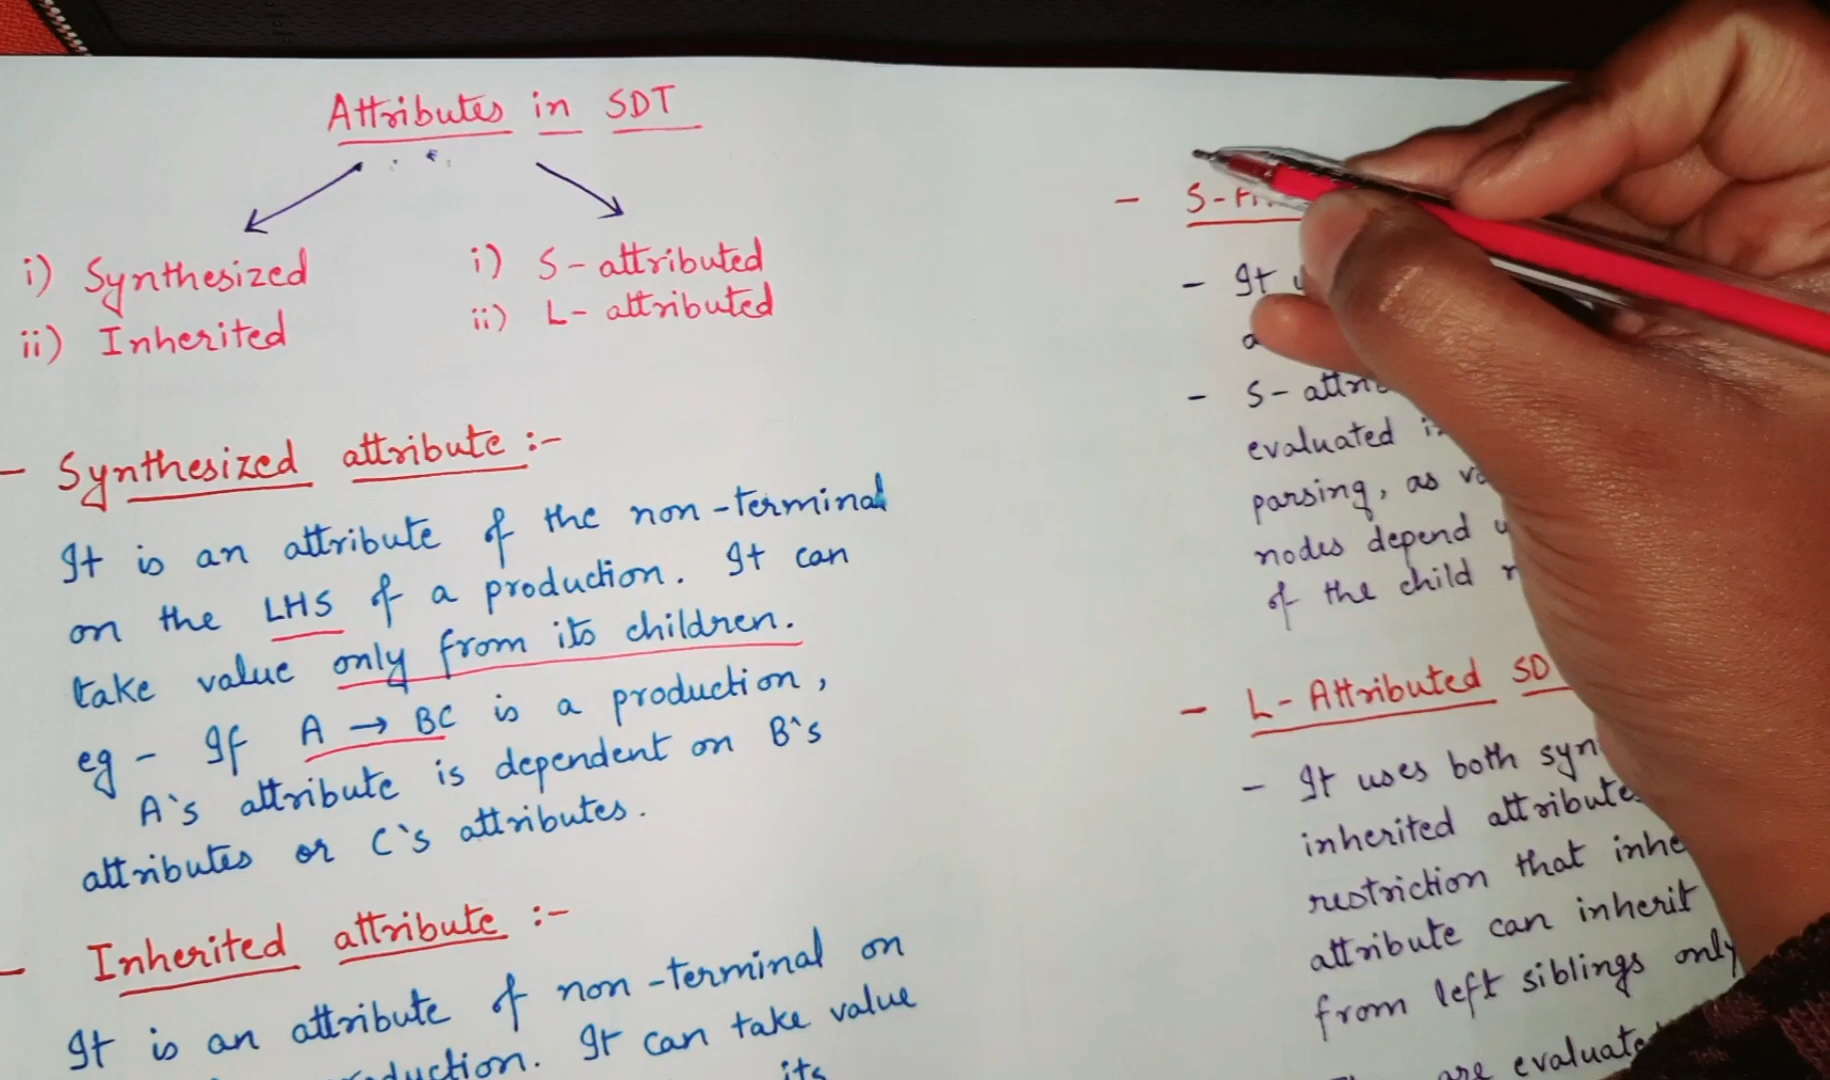 Attributes in SDT
i) Synthesized
ii) Inherited
i) S- attributed
ii) L- attributed
- Synthesized attribute :-
It is an attribute of the non-terminal
on the LHS of a production. It can
take value only from its children.
eg - If A → BC is a production,
A's attribute is dependent on B's
attributes or C's attributes.
- Inherited attribute :-
It is an attribute of non-terminal on
It can take value
its
- S-
- It
- S-
evaluated
parsing, as
nodes depend
of the child
- L- Attributed
- It uses both
inherited
restriction that
attribute can inherit
from left siblings only
are